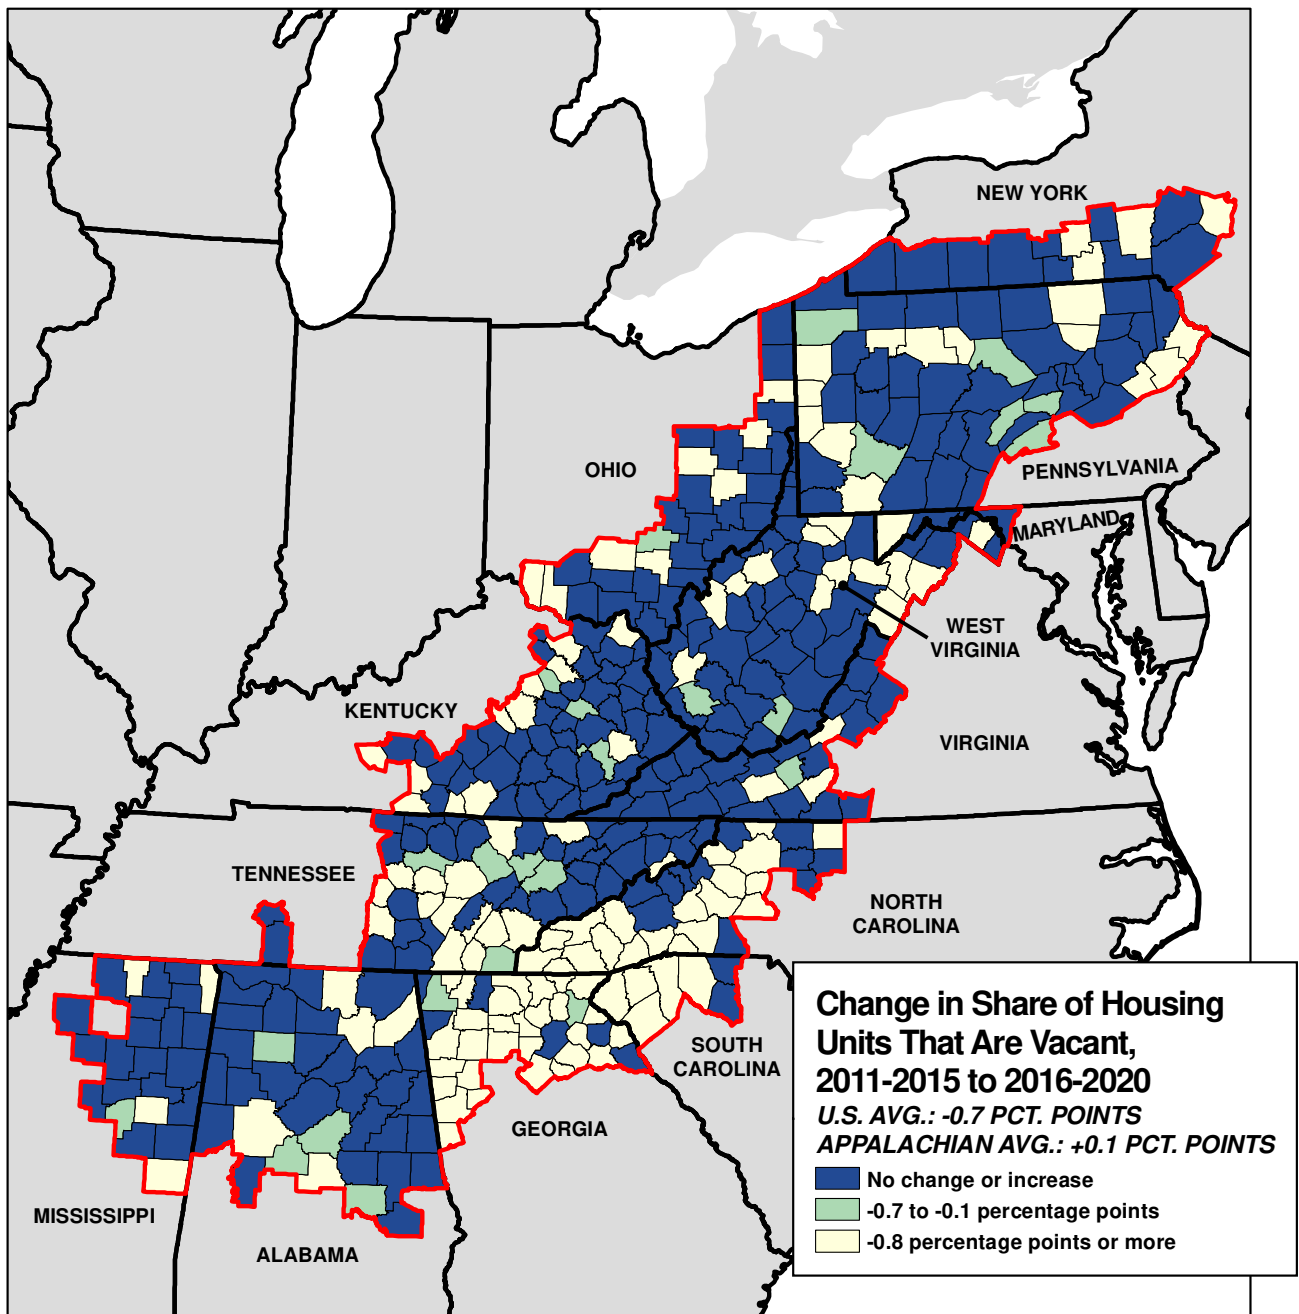 NEW YORK
OHIO
PENNSYLVANIA
MARYLAND
WEST
VIRGINIA
KENTUCKY
VIRGINIA
TENNESSEE
NORTH
CAROLINA
SOUTH
CAROLINA
GEORGIA
MISSISSIPPI
ALABAMA
Change in Share of Housing
Units That Are Vacant,
2011-2015 to 2016-2020
U.S. AVG.: -0.7 PCT. POINTS
APPALACHIAN AVG.: +0.1 PCT. POINTS
No change or increase
-0.7 to -0.1 percentage points
-0.8 percentage points or more